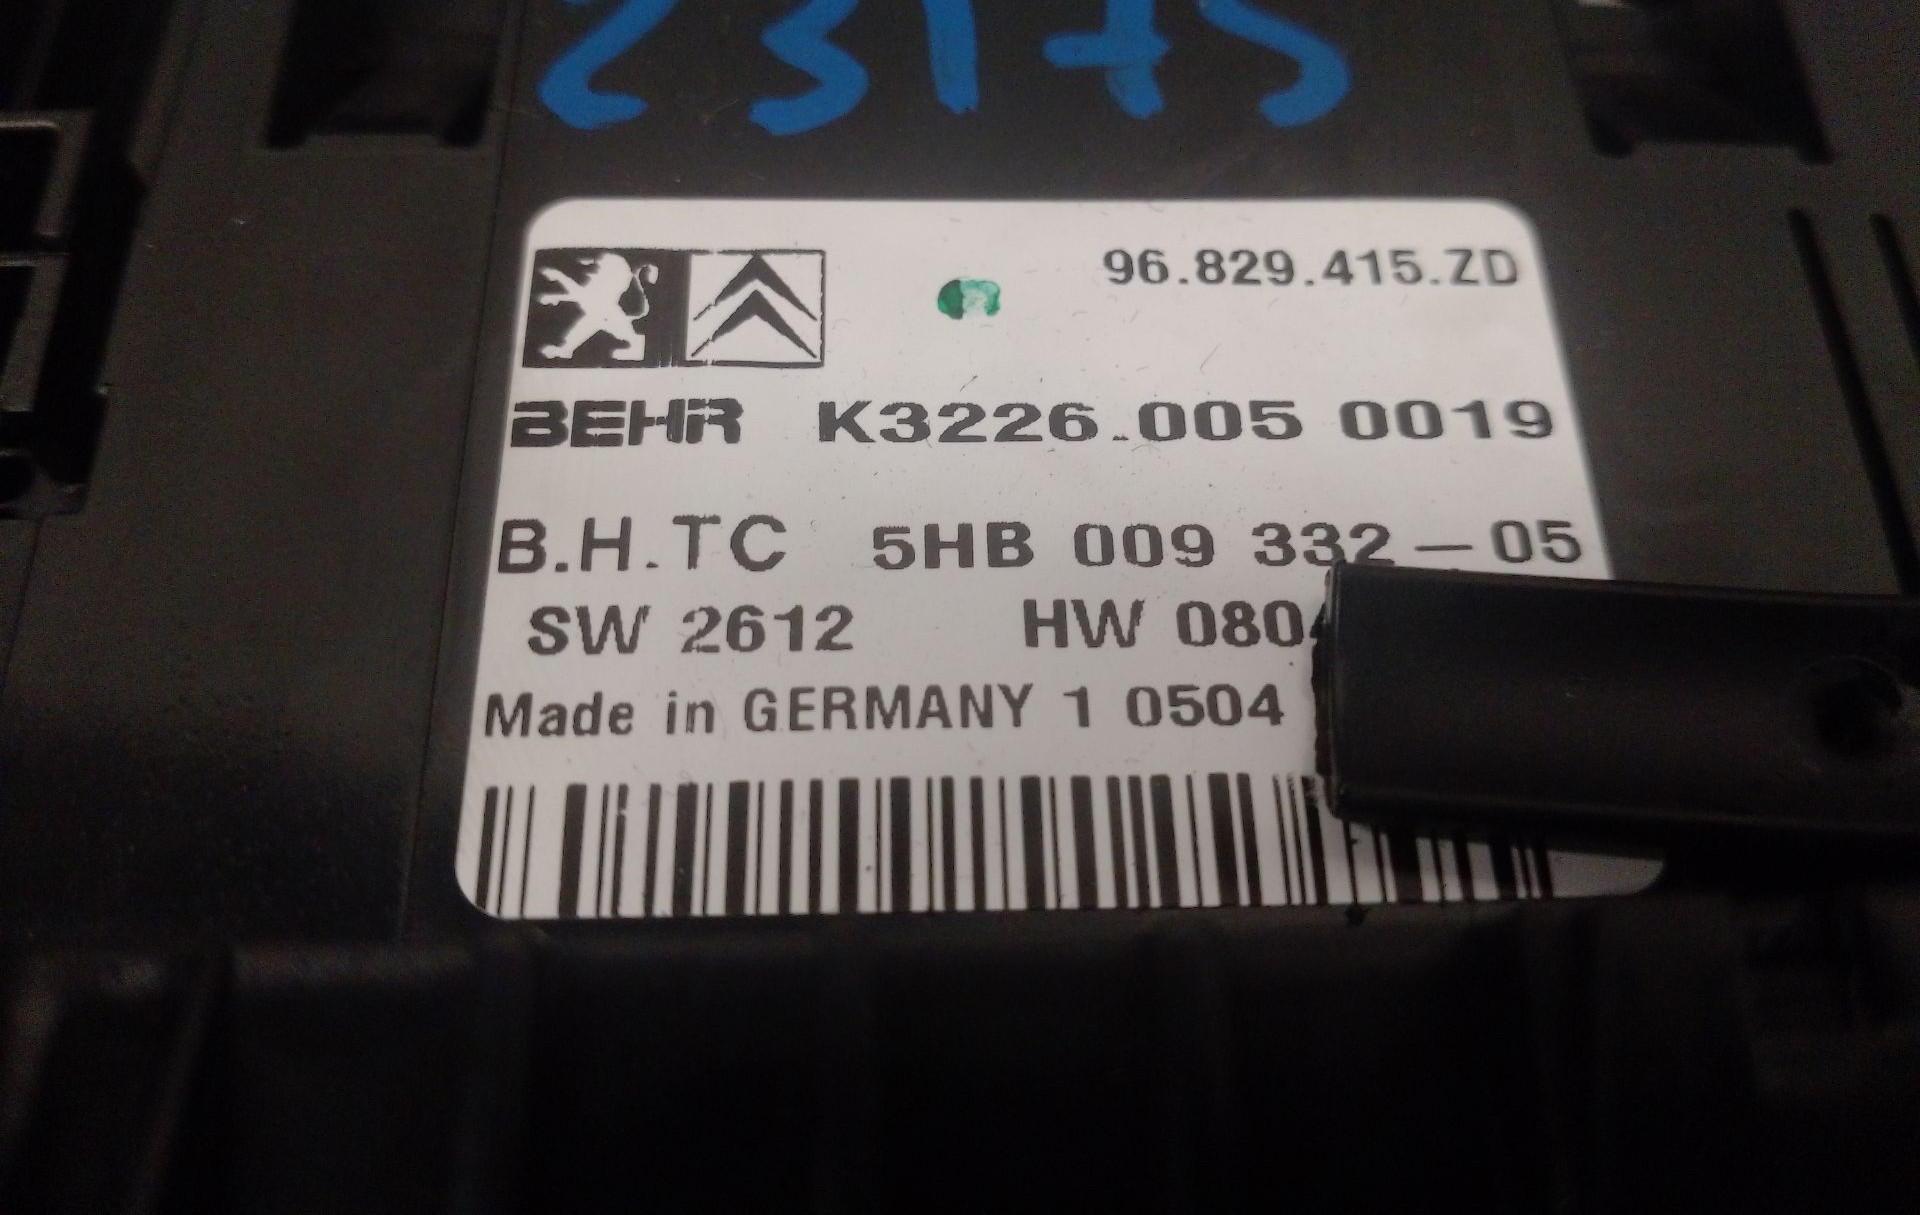 23175
96.829.415.ZD
BEHR K3226.005 0019
B.H.TC 5HB 009 332-05
SW 2612 HW 080
Made in GERMANY 1 0504